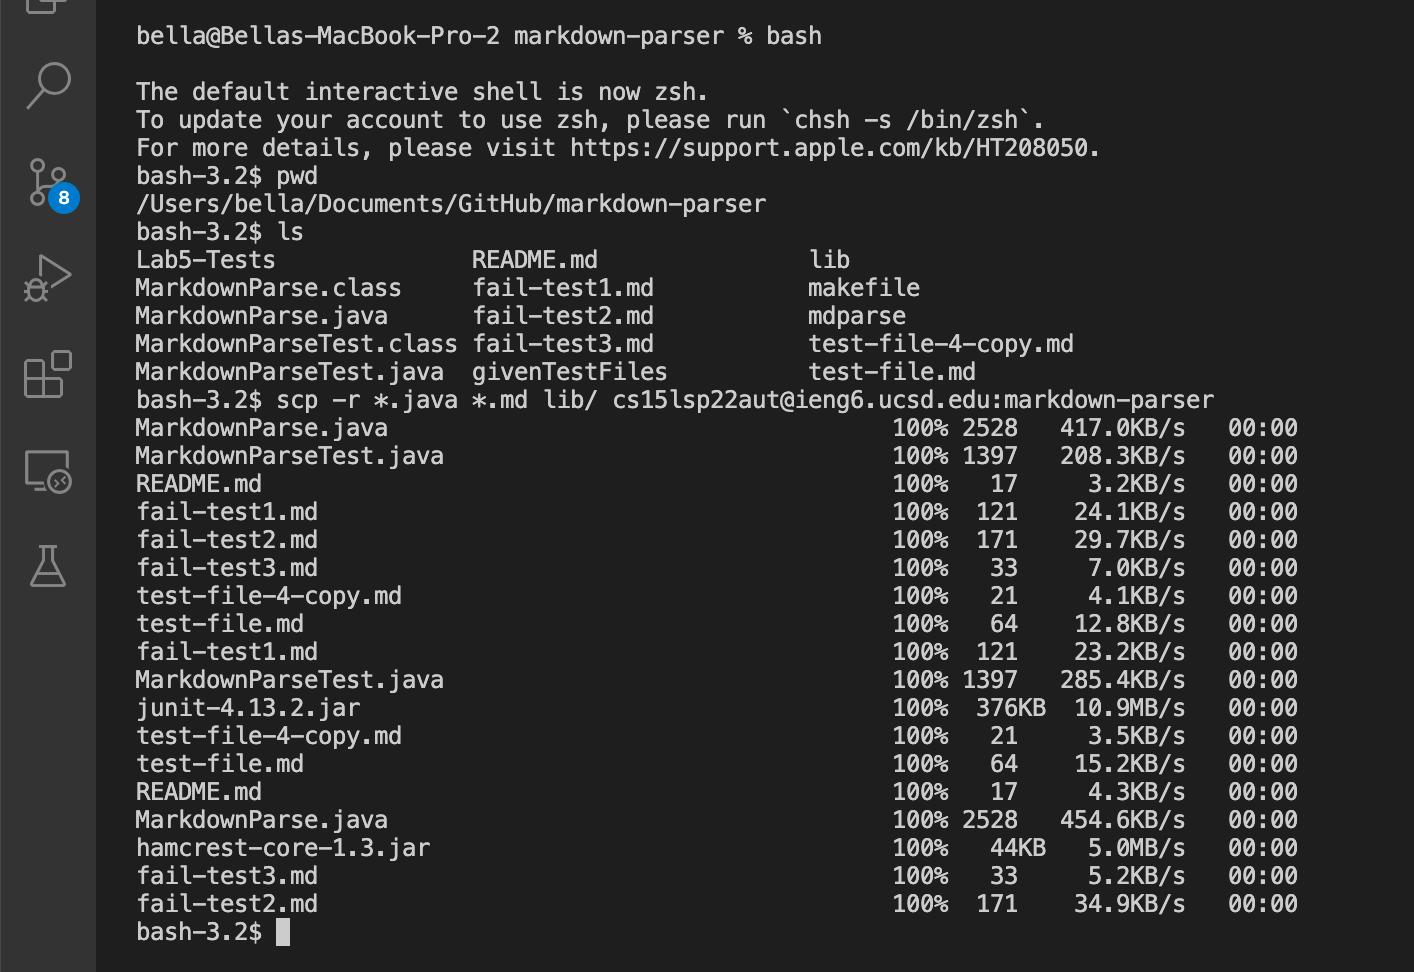 bella@Bellas-MacBook-Pro-2 markdown-parser % bash
The default interactive shell is now zsh.
To update your account to use zsh, please run `chsh -s /bin/zsh`.
For more details, please visit https://support.apple.com/kb/HT208050.
bash-3.2$ pwd
/Users/bella/Documents/GitHub/markdown-parser
bash-3.2$ ls
Lab5-Tests README.md lib
MarkdownParse.class fail-test1.md makefile
MarkdownParse.java fail-test2.md mdparse
MarkdownParseTest.class fail-test3.md test-file-4-copy.md
MarkdownParseTest.java givenTestFiles test-file.md
bash-3.2$ scp -r *.java *.md lib/ cs15lsp22aut@ieng6.ucsd.edu:markdown-parser
MarkdownParse.java 100% 2528 417.0KB/s 00:00
MarkdownParseTest.java 100% 1397 208.3KB/s 00:00
README.md 100% 17 3.2KB/s 00:00
fail-test1.md 100% 121 24.1KB/s 00:00
fail-test2.md 100% 171 29.7KB/s 00:00
fail-test3.md 100% 33 7.0KB/s 00:00
test-file-4-copy.md 100% 21 4.1KB/s 00:00
test-file.md 100% 64 12.8KB/s 00:00
fail-test1.md 100% 121 23.2KB/s 00:00
MarkdownParseTest.java 100% 1397 285.4KB/s 00:00
junit-4.13.2.jar 100% 376KB 10.9MB/s 00:00
test-file-4-copy.md 100% 21 3.5KB/s 00:00
test-file.md 100% 64 15.2KB/s 00:00
README.md 100% 17 4.3KB/s 00:00
MarkdownParse.java 100% 2528 454.6KB/s 00:00
hamcrest-core-1.3.jar 100% 44KB 5.0MB/s 00:00
fail-test3.md 100% 33 5.2KB/s 00:00
fail-test2.md 100% 171 34.9KB/s 00:00
bash-3.2$
8